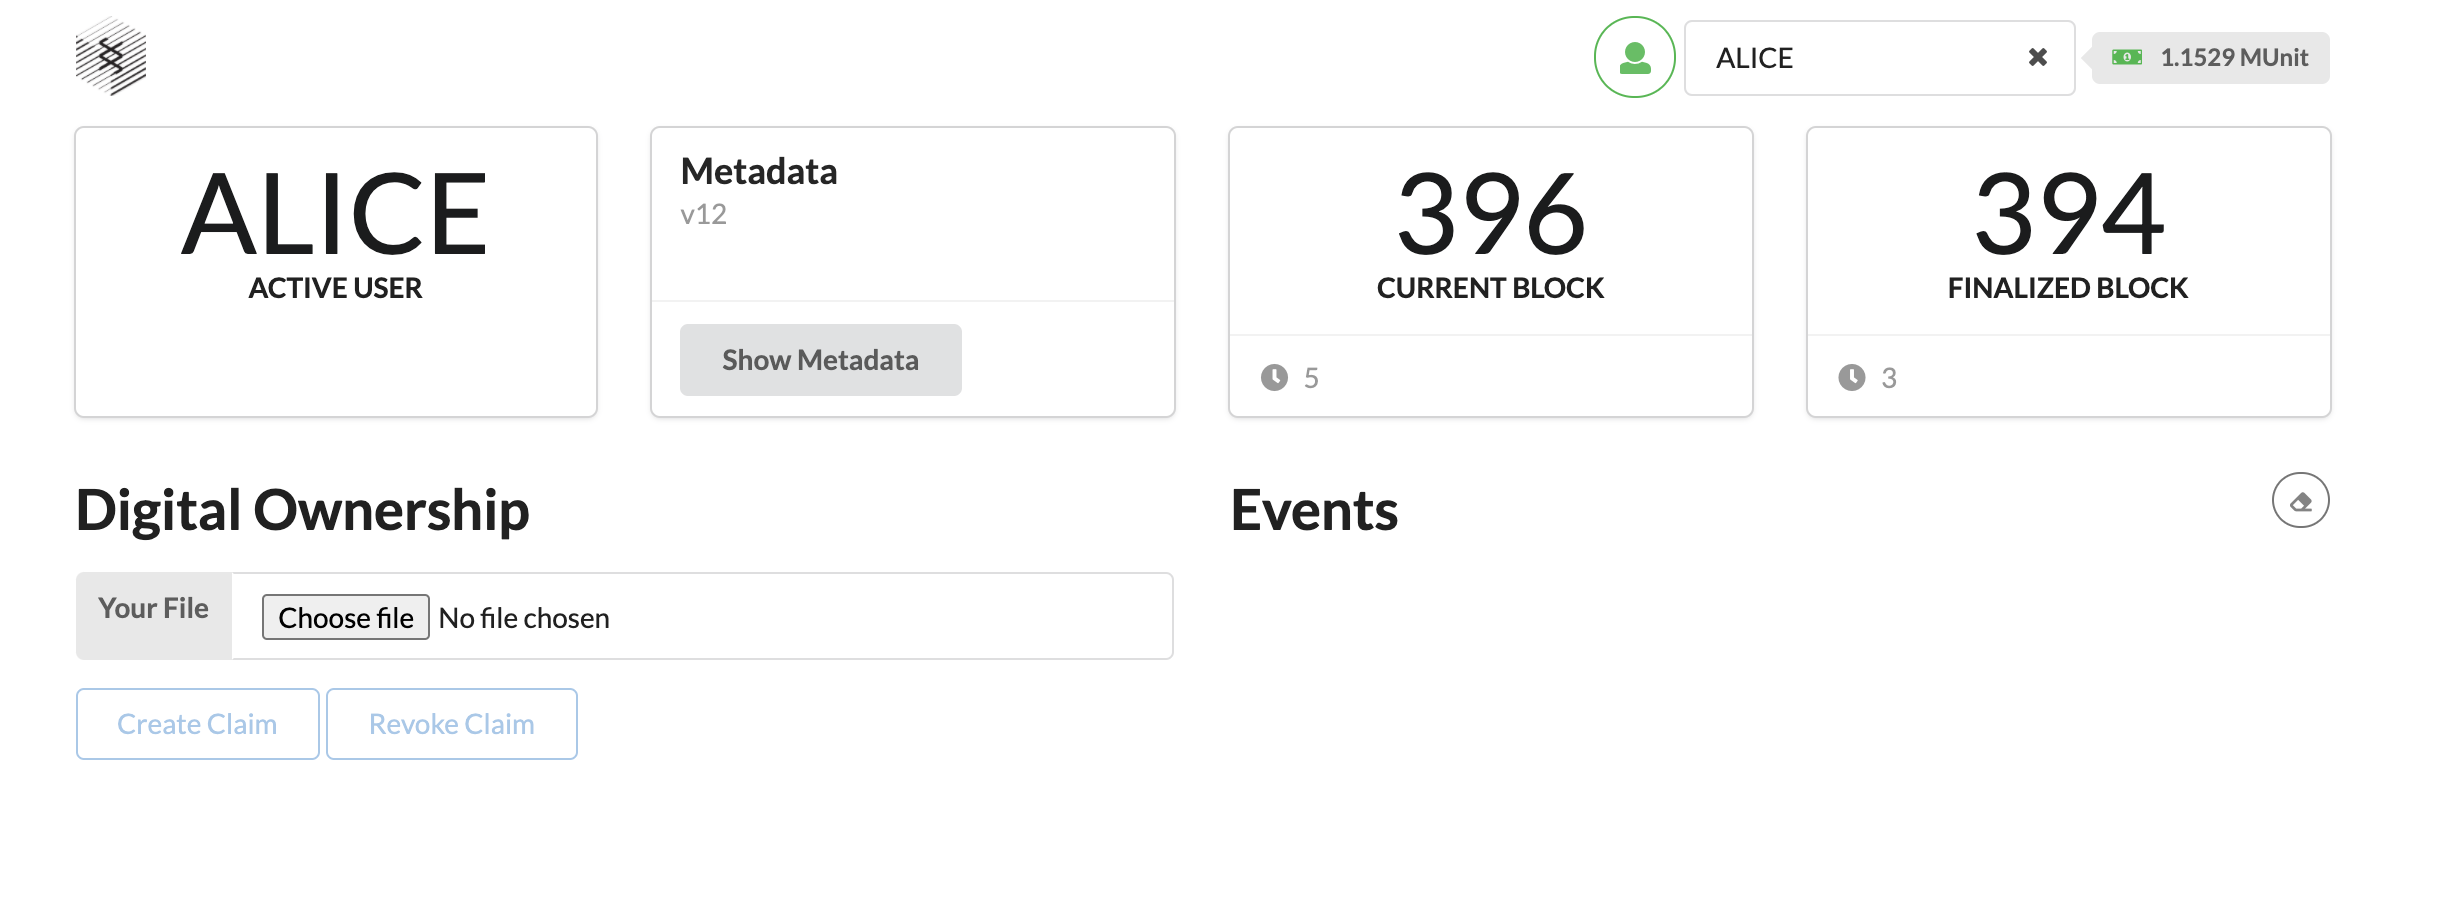 ALICE
1.1529 MUnit
ALICE
ACTIVE USER
Metadata
v12
Show Metadata
396
CURRENT BLOCK
5
394
FINALIZED BLOCK
3
Digital Ownership
Events
Your File
Choose file No file chosen
Create Claim
Revoke Claim